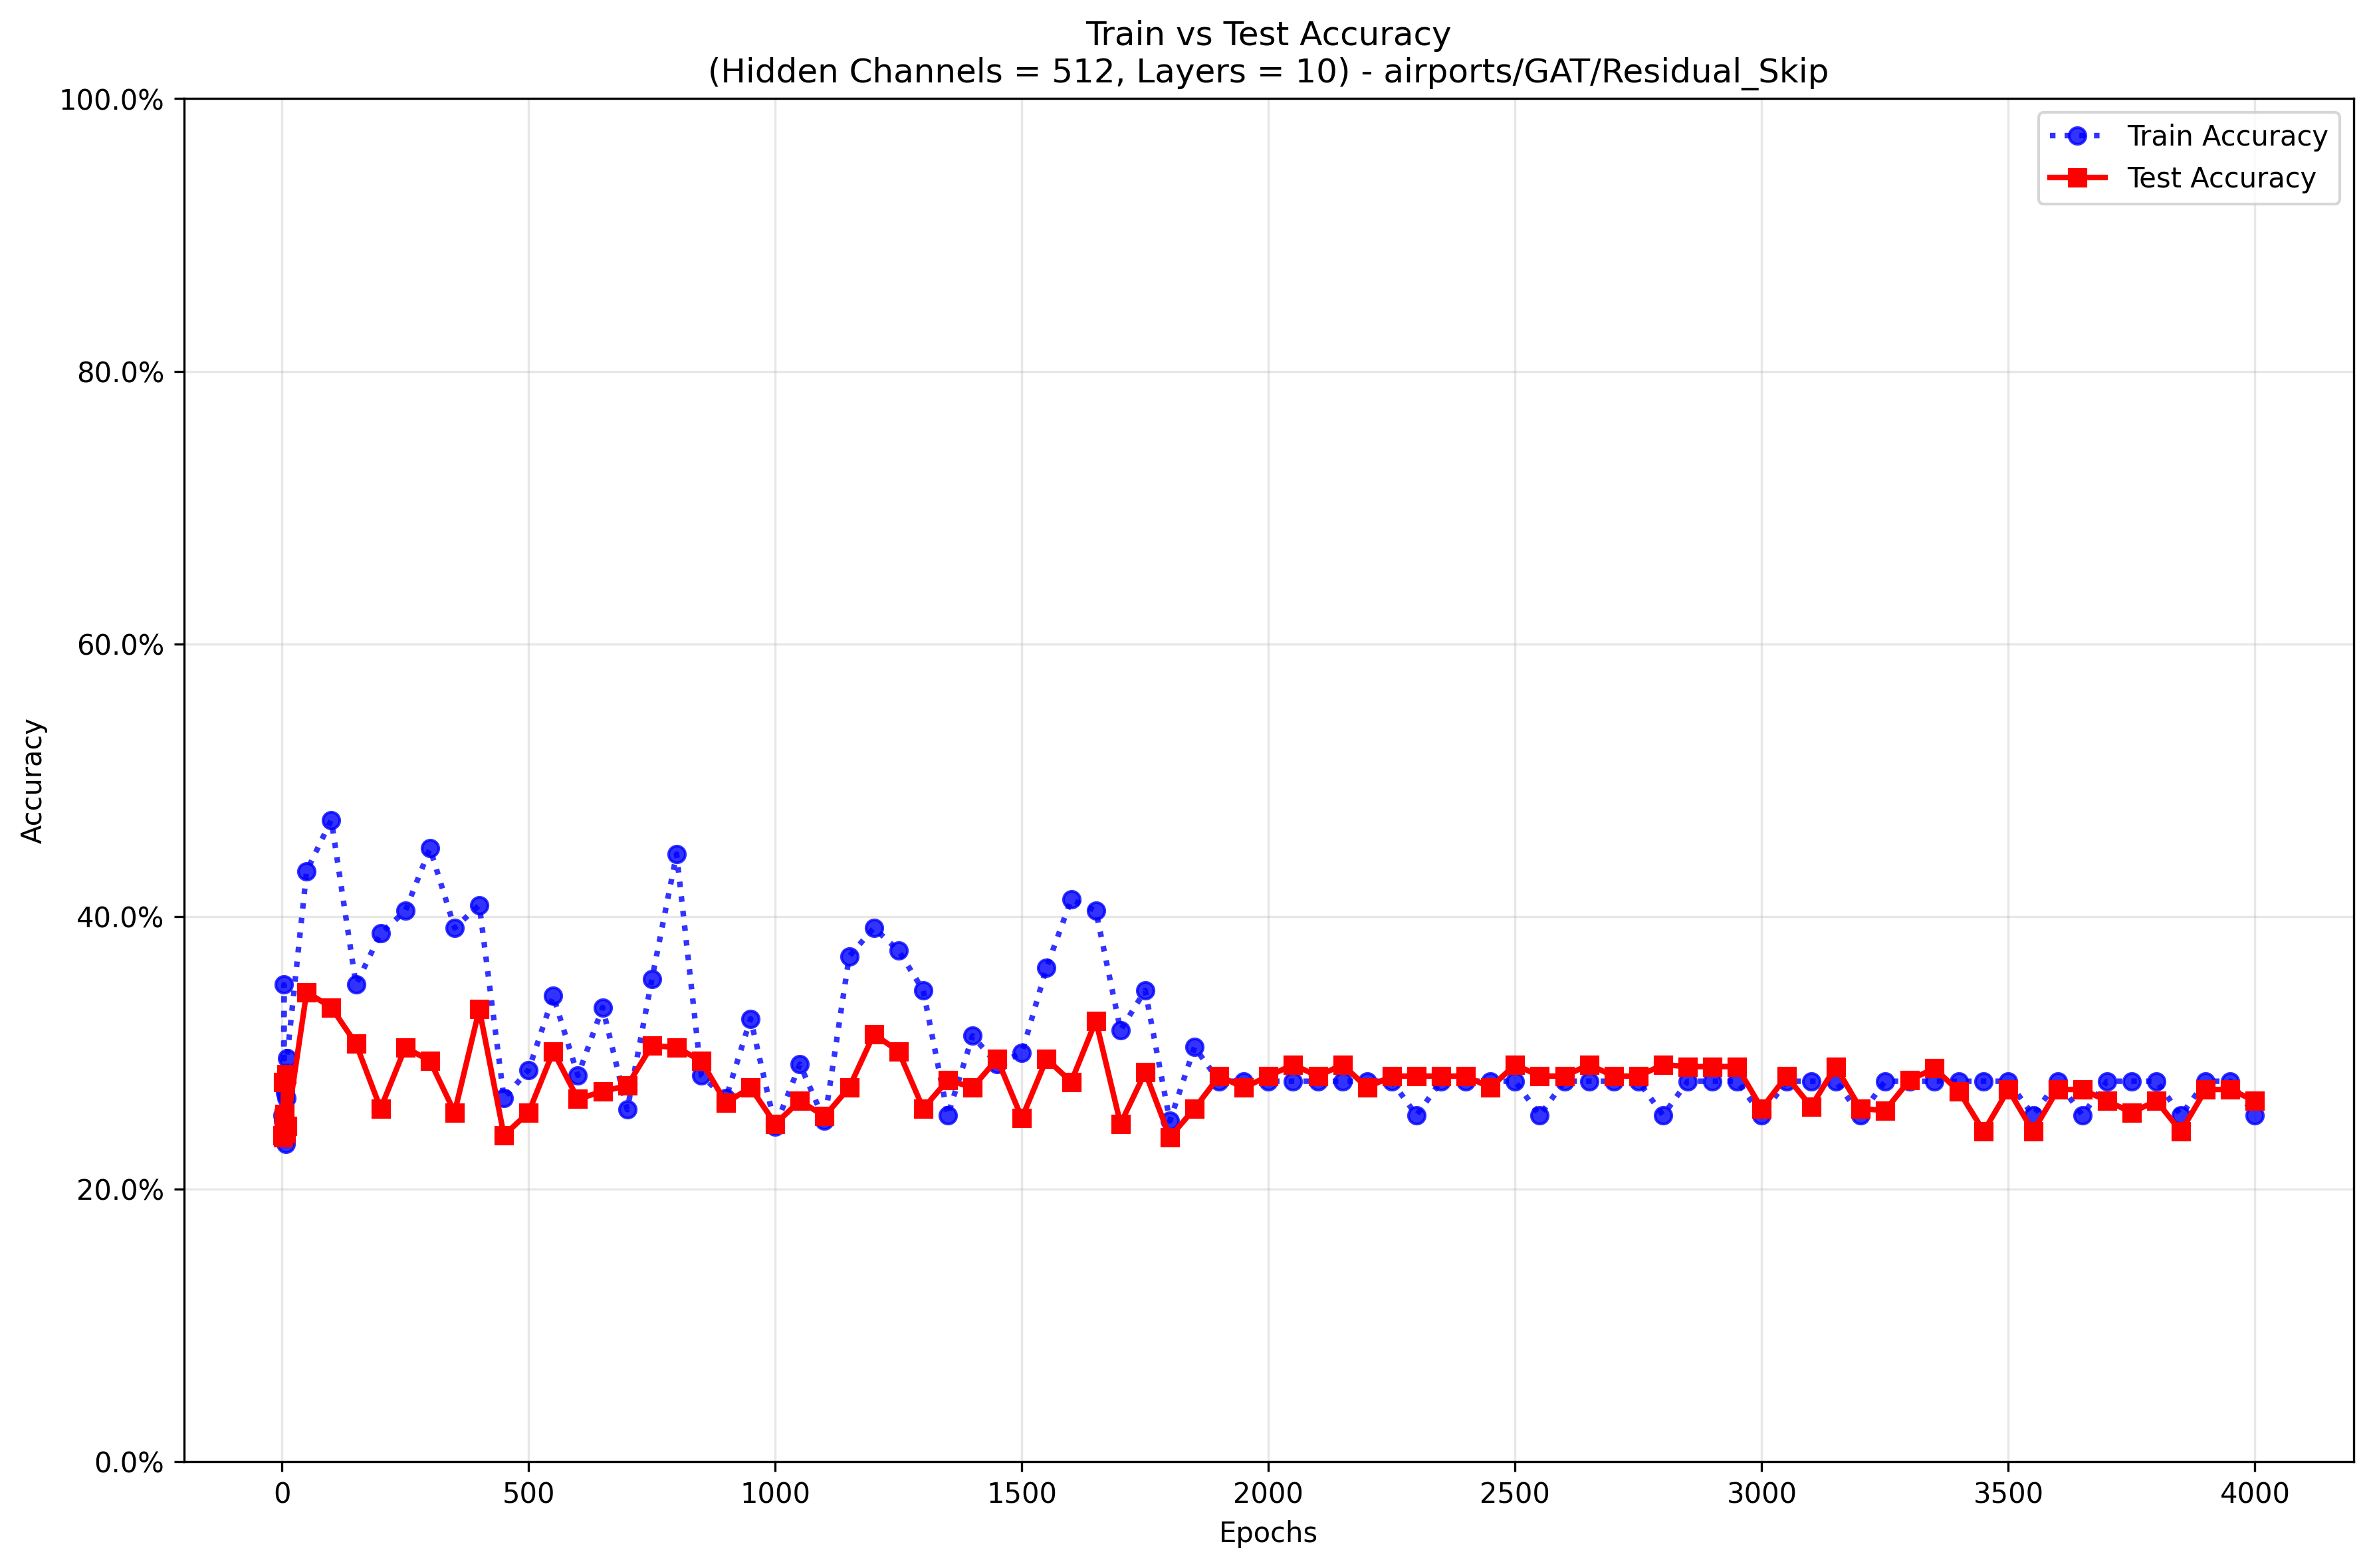 Train vs Test Accuracy
(Hidden Channels = 512, Layers = 10) - airports/GAT/Residual_Skip
Train Accuracy
Test Accuracy
Accuracy
100.0%
80.0%
60.0%
40.0%
20.0%
0.0%
0 500 1000 1500 2000 2500 3000 3500 4000
Epochs